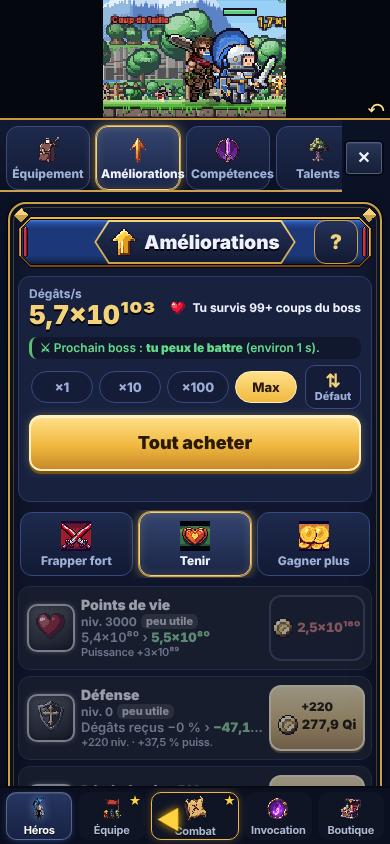 Coup de taille
1,7×1
Équipement
Améliorations
Compétences
Talents
×
Améliorations
?
Dégâts/s
5,7×10¹⁰³
Tu survis 99+ coups du boss
⚔ Prochain boss : tu peux le battre (environ 1 s).
×1
×10
×100
Max
⇅
Défaut
Tout acheter
Frapper fort
Tenir
Gagner plus
Points de vie
niv. 3000 peu utile
5,4×10⁸⁰ › 5,5×10⁸⁰
Puissance +3×10⁸⁹
2,5×10¹⁸⁰
Défense
niv. 0 peu utile
Dégâts reçus −0 % › −47,1…
+220 niv. · +37,5 % puiss.
+220
277,9 Qi
Héros
Équipe
Combat
Invocation
Boutique